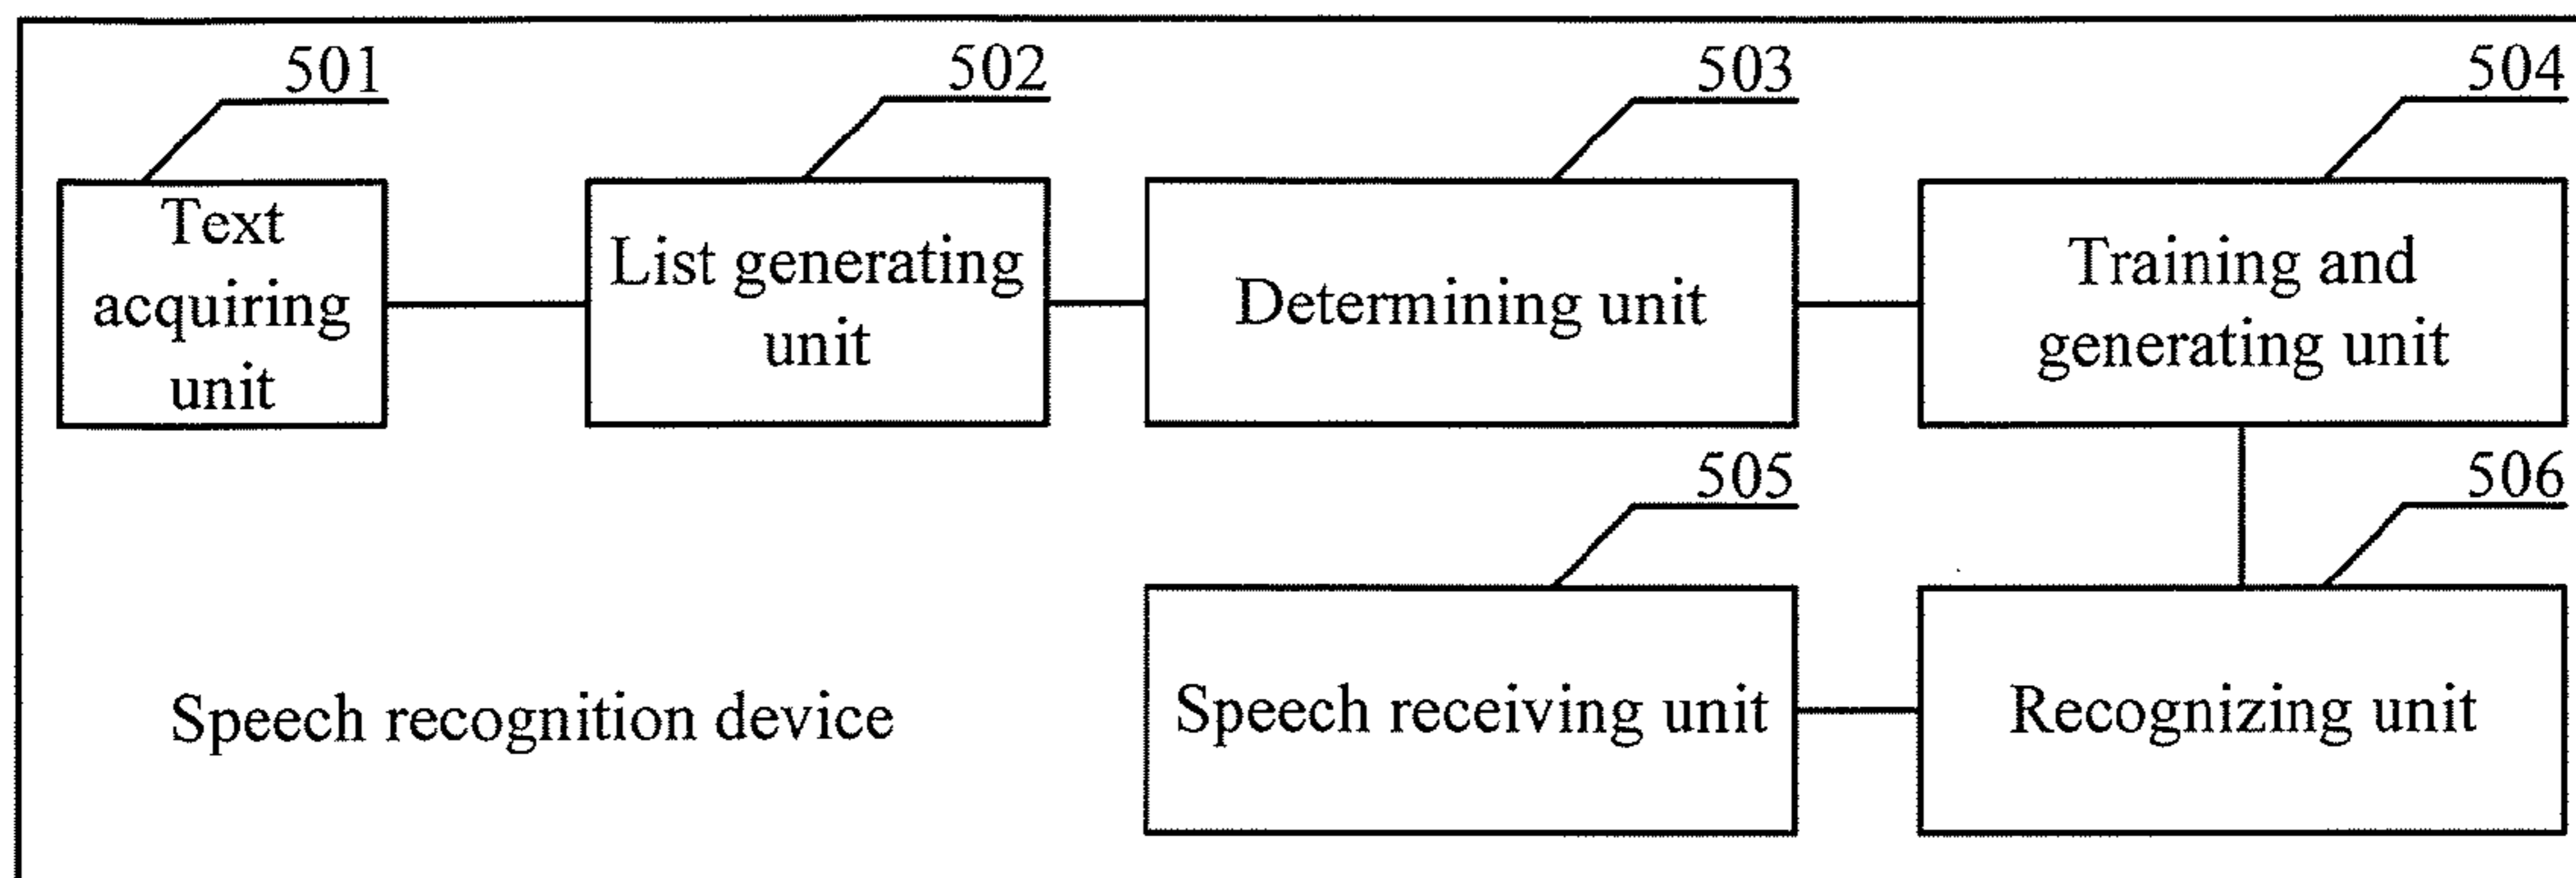 501
502
503
504
Text
acquiring
unit
List generating
unit
Determining unit
Training and
generating unit
505
506
Speech recognition device
Speech receiving unit
Recognizing unit